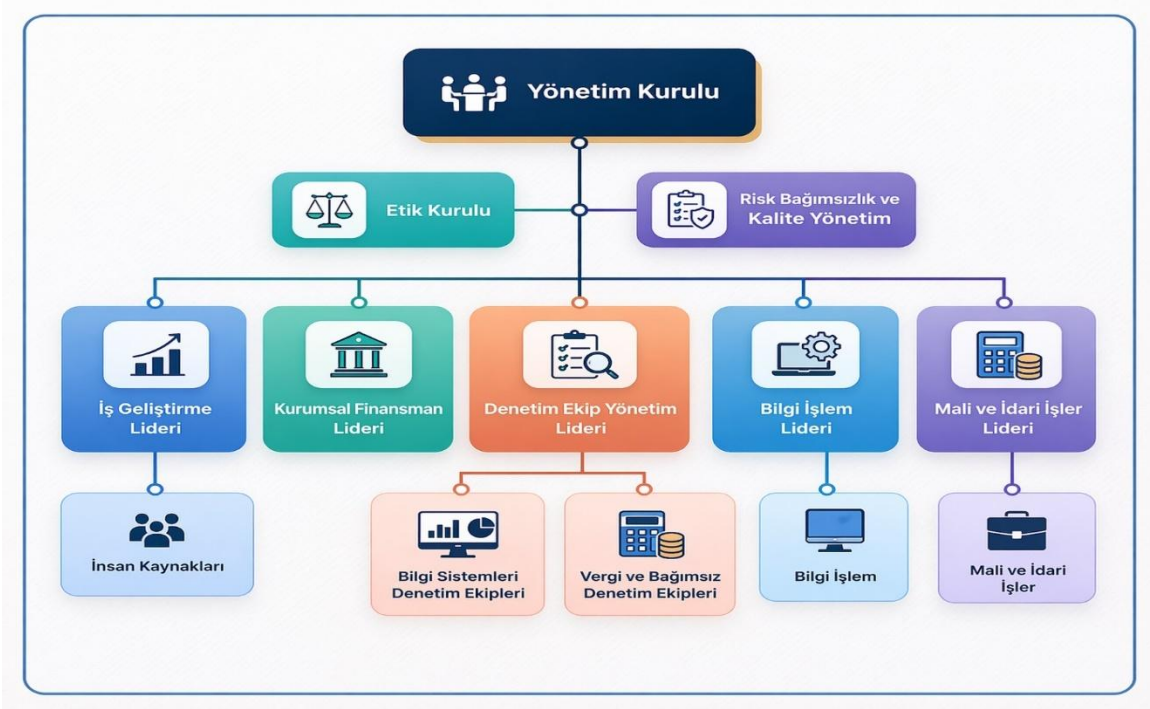 Yönetim Kurulu
Etik Kurulu
Risk Bağımsızlık ve
Kalite Yönetim
İş Geliştirme
Lideri
Kurumsal Finansman
Lideri
Denetim Ekip Yönetim
Lideri
Bilgi İşlem
Lideri
Mali ve İdari İşler
Lideri
İnsan Kaynakları
Bilgi Sistemleri
Denetim Ekipleri
Vergi ve Bağımsız
Denetim Ekipleri
Bilgi İşlem
Mali ve İdari
İşler